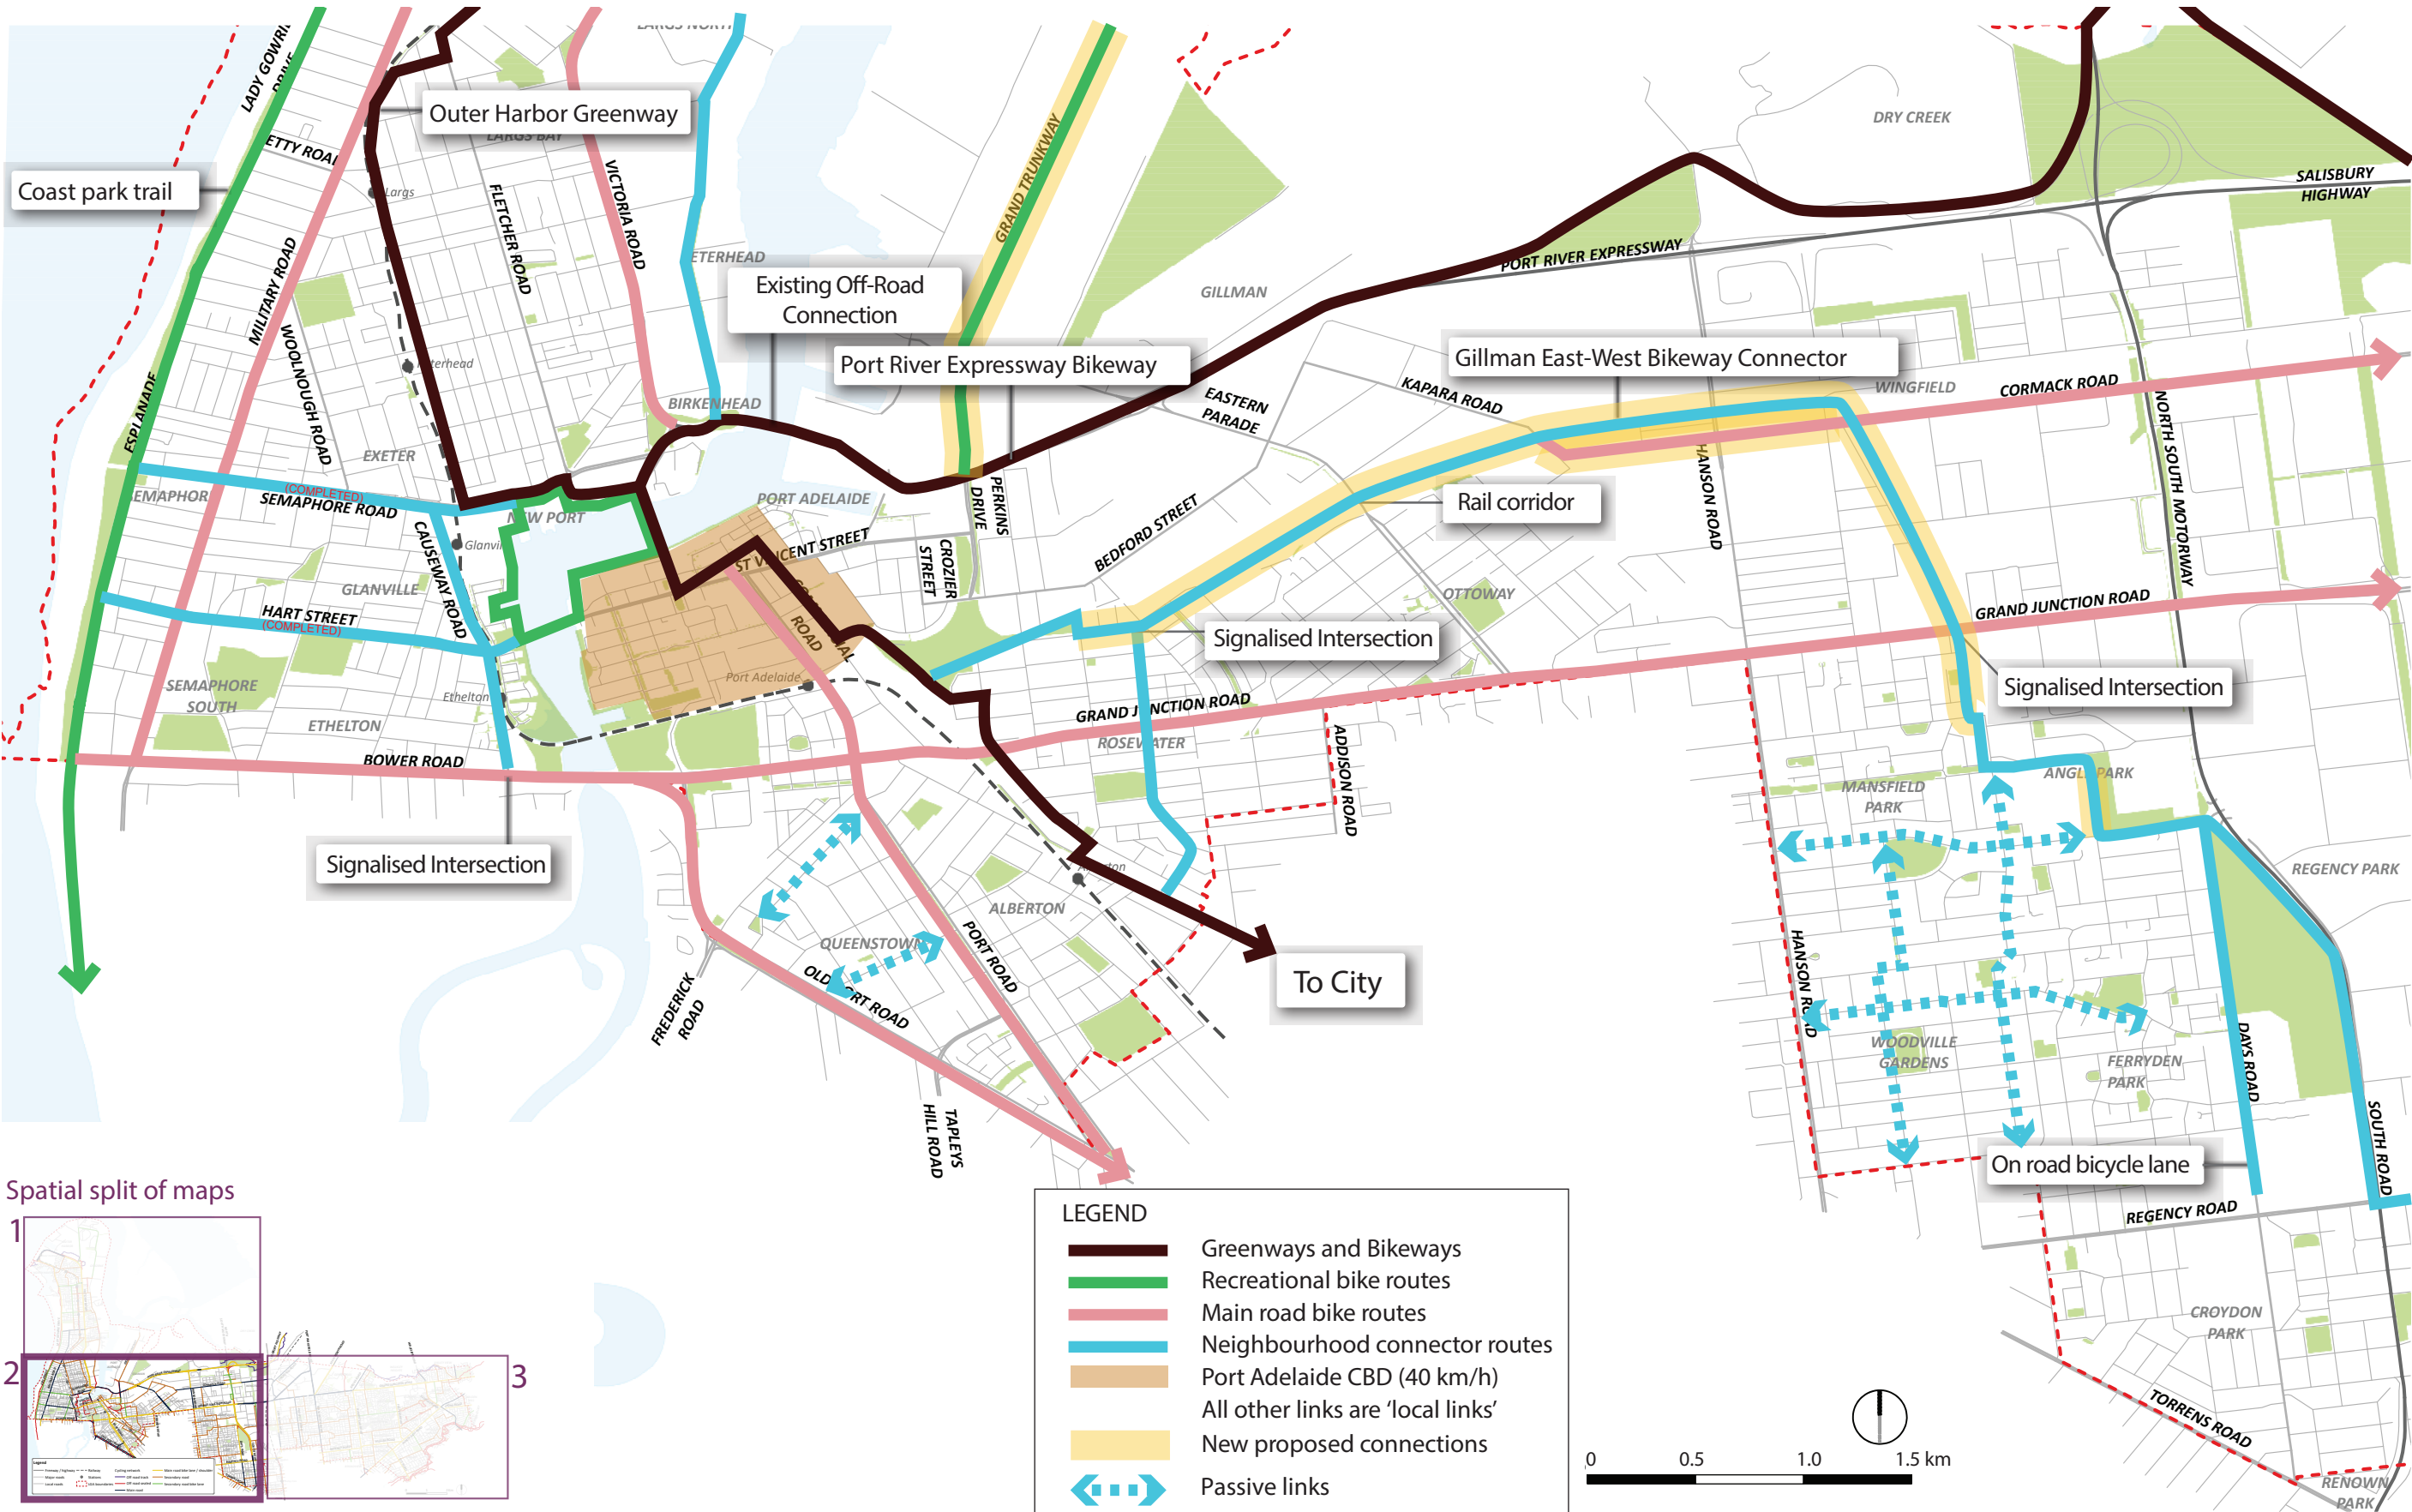 LARGS NORTH
LADY GOWRIE
DRIVE
Outer Harbor Greenway
LARGS BAY
DRY CREEK
Coast park trail
Largs
FLETCHER ROAD
VICTORIA ROAD
GRAND TRUNKWAY
SALISBURY
HIGHWAY
MILITARY ROAD
PORT RIVER EXPRESSWAY
Existing Off-Road
Connection
GILLMAN
WOOLNOUGH ROAD
Port River Expressway Bikeway
Gillman East-West Bikeway Connector
KAPARA ROAD
WINGFIELD
CORMACK ROAD
EASTERN
PARADE
BIRKENHEAD
ESPLANADE
EXETER
HANSON ROAD
NORTH SOUTH MOTORWAY
(COMPLETED)
SEMAPHORE ROAD
NEW PORT
PORT ADELAIDE
PERKINS
DRIVE
Rail corridor
CAUSEWAY ROAD
ST VINCENT STREET
CROZIER
STREET
BEDFORD STREET
GLANVILLE
HART STREET
(COMPLETED)
ROAD
OTTOWAY
GRAND JUNCTION ROAD
Signalised Intersection
SEMAPHORE
SOUTH
Ethelton
Port Adelaide
Signalised Intersection
ETHELTON
GRAND JUNCTION ROAD
ROSEWATER
ADDISON ROAD
BOWER ROAD
ANGLE PARK
MANSFIELD
PARK
Signalised Intersection
REGENCY PARK
ALBERTON
QUEENSTOWN
PORT ROAD
To City
OLD PORT ROAD
FREDERICK
ROAD
HANSON ROAD
WOODVILLE
GARDENS
FERRYDEN
PARK
DAYS ROAD
SOUTH ROAD
TAPLEYS
HILL ROAD
On road bicycle lane
REGENCY ROAD
CROYDON
PARK
TORRENS ROAD
RENOWN
PARK
Spatial split of maps
1
2
3
LEGEND
Greenways and Bikeways
Recreational bike routes
Main road bike routes
Neighbourhood connector routes
Port Adelaide CBD (40 km/h)
All other links are ‘local links’
New proposed connections
Passive links
0 0.5 1.0 1.5 km